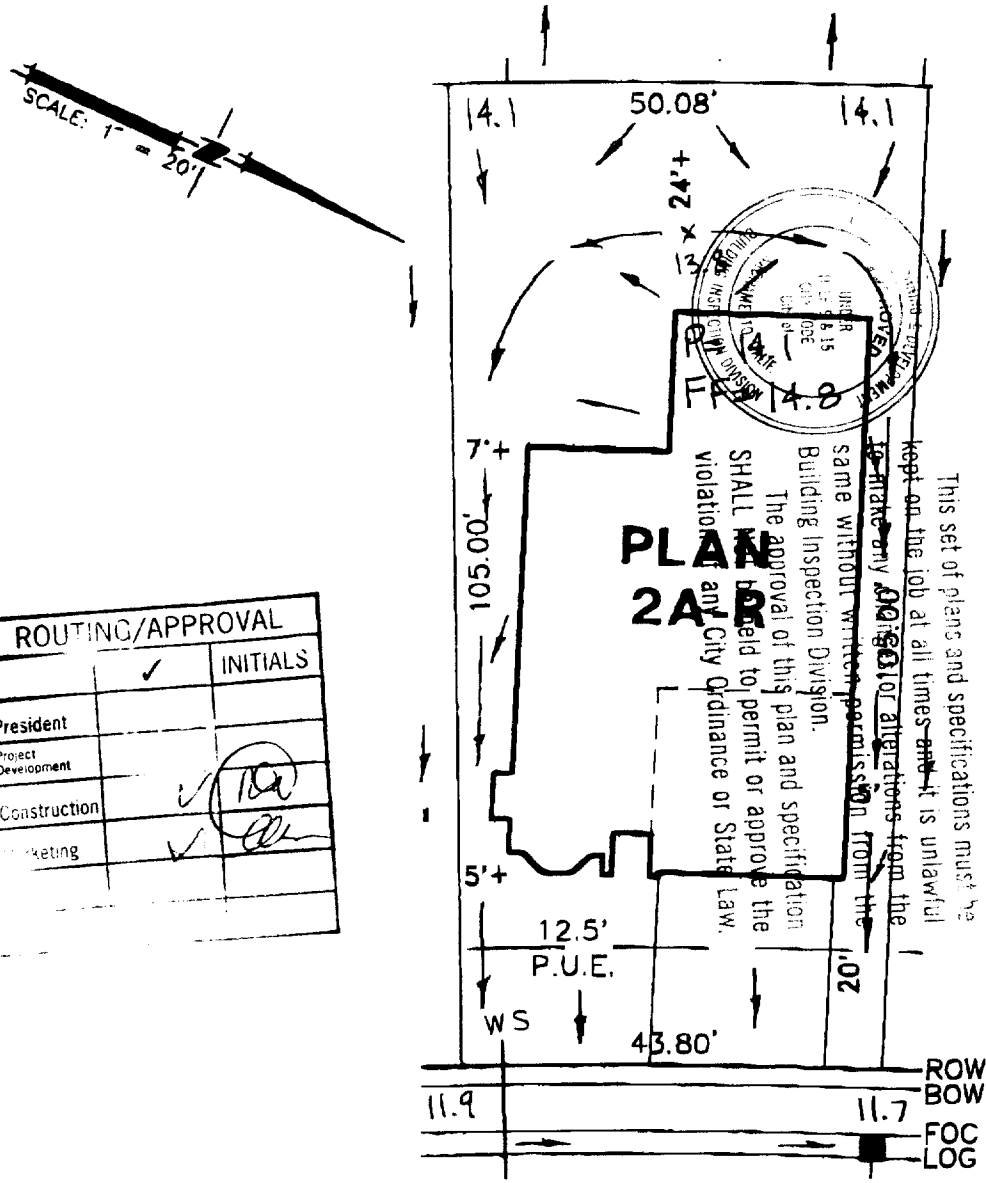 SCALE: 1" = 20'
14.1
50.08'
14.1
24'+
x
13.8
FF 14.8
7'+
105.00'
PLAN
2A-R
5'
5'+
12.5'
P.U.E.
20'
WS
43.80'
ROW
BOW
11.9
11.7
FOC
LOG
ROUTING/APPROVAL
✓ INITIALS
President
Project
Development
Construction ✓
✓
UNDER
BUILDING INSPECTION DIVISION
This set of plans and specifications must be
kept on the job at all times and it is unlawful
to make any or alterations from the
same without written permission from the
Building Inspection Division.
The approval of this plan and specification
SHALL held to permit or approve the
violation any City Ordinance or State Law.